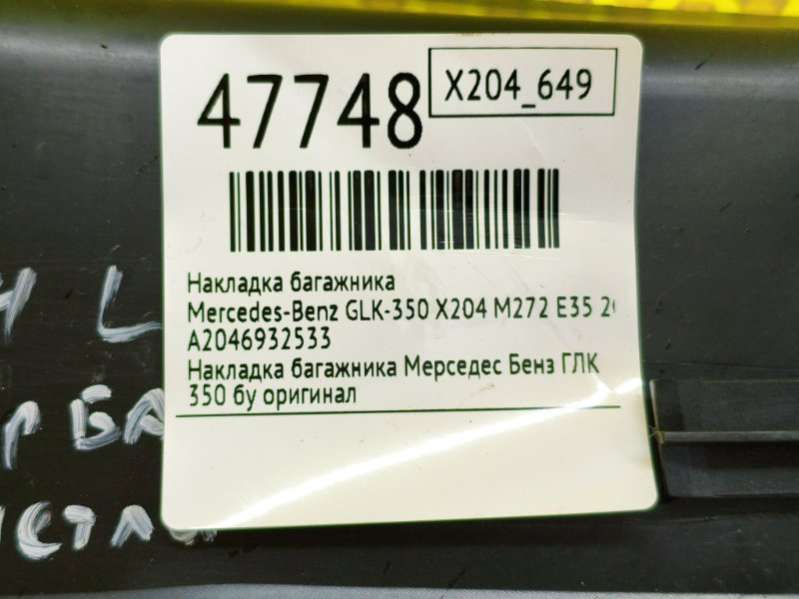 47748
X204_649
Накладка багажника
Mercedes-Benz GLK-350 X204 M272 E35
A2046932533
Накладка багажника Мерседес Бенз ГЛК
350 бу оригинал
L